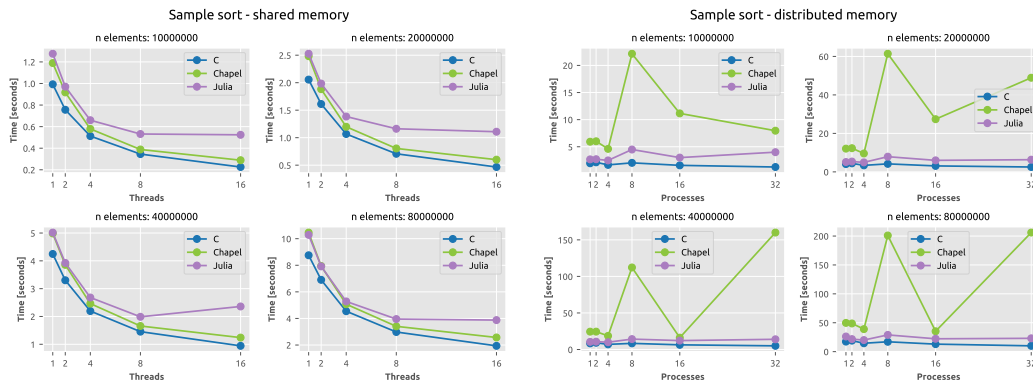 Sample sort - shared memory
Sample sort - distributed memory
n elements: 10000000
n elements: 20000000
n elements: 10000000
n elements: 20000000
Time [seconds]
1.2
1.0
0.8
0.6
0.4
0.2
C
Chapel
Julia
1 2 4 8 16
Threads
Time [seconds]
2.5
2.0
1.5
1.0
0.5
C
Chapel
Julia
1 2 4 8 16
Threads
Time [seconds]
20
15
10
5
C
Chapel
Julia
1 2 4 8 16 32
Processes
Time [seconds]
60
40
20
0
C
Chapel
Julia
1 2 4 8 16 32
Processes
n elements: 40000000
n elements: 80000000
n elements: 40000000
n elements: 80000000
Time [seconds]
5
4
3
2
1
C
Chapel
Julia
1 2 4 8 16
Threads
Time [seconds]
10
8
6
4
2
C
Chapel
Julia
1 2 4 8 16
Threads
Time [seconds]
150
100
50
0
C
Chapel
Julia
1 2 4 8 16 32
Processes
Time [seconds]
200
150
100
50
0
C
Chapel
Julia
1 2 4 8 16 32
Processes